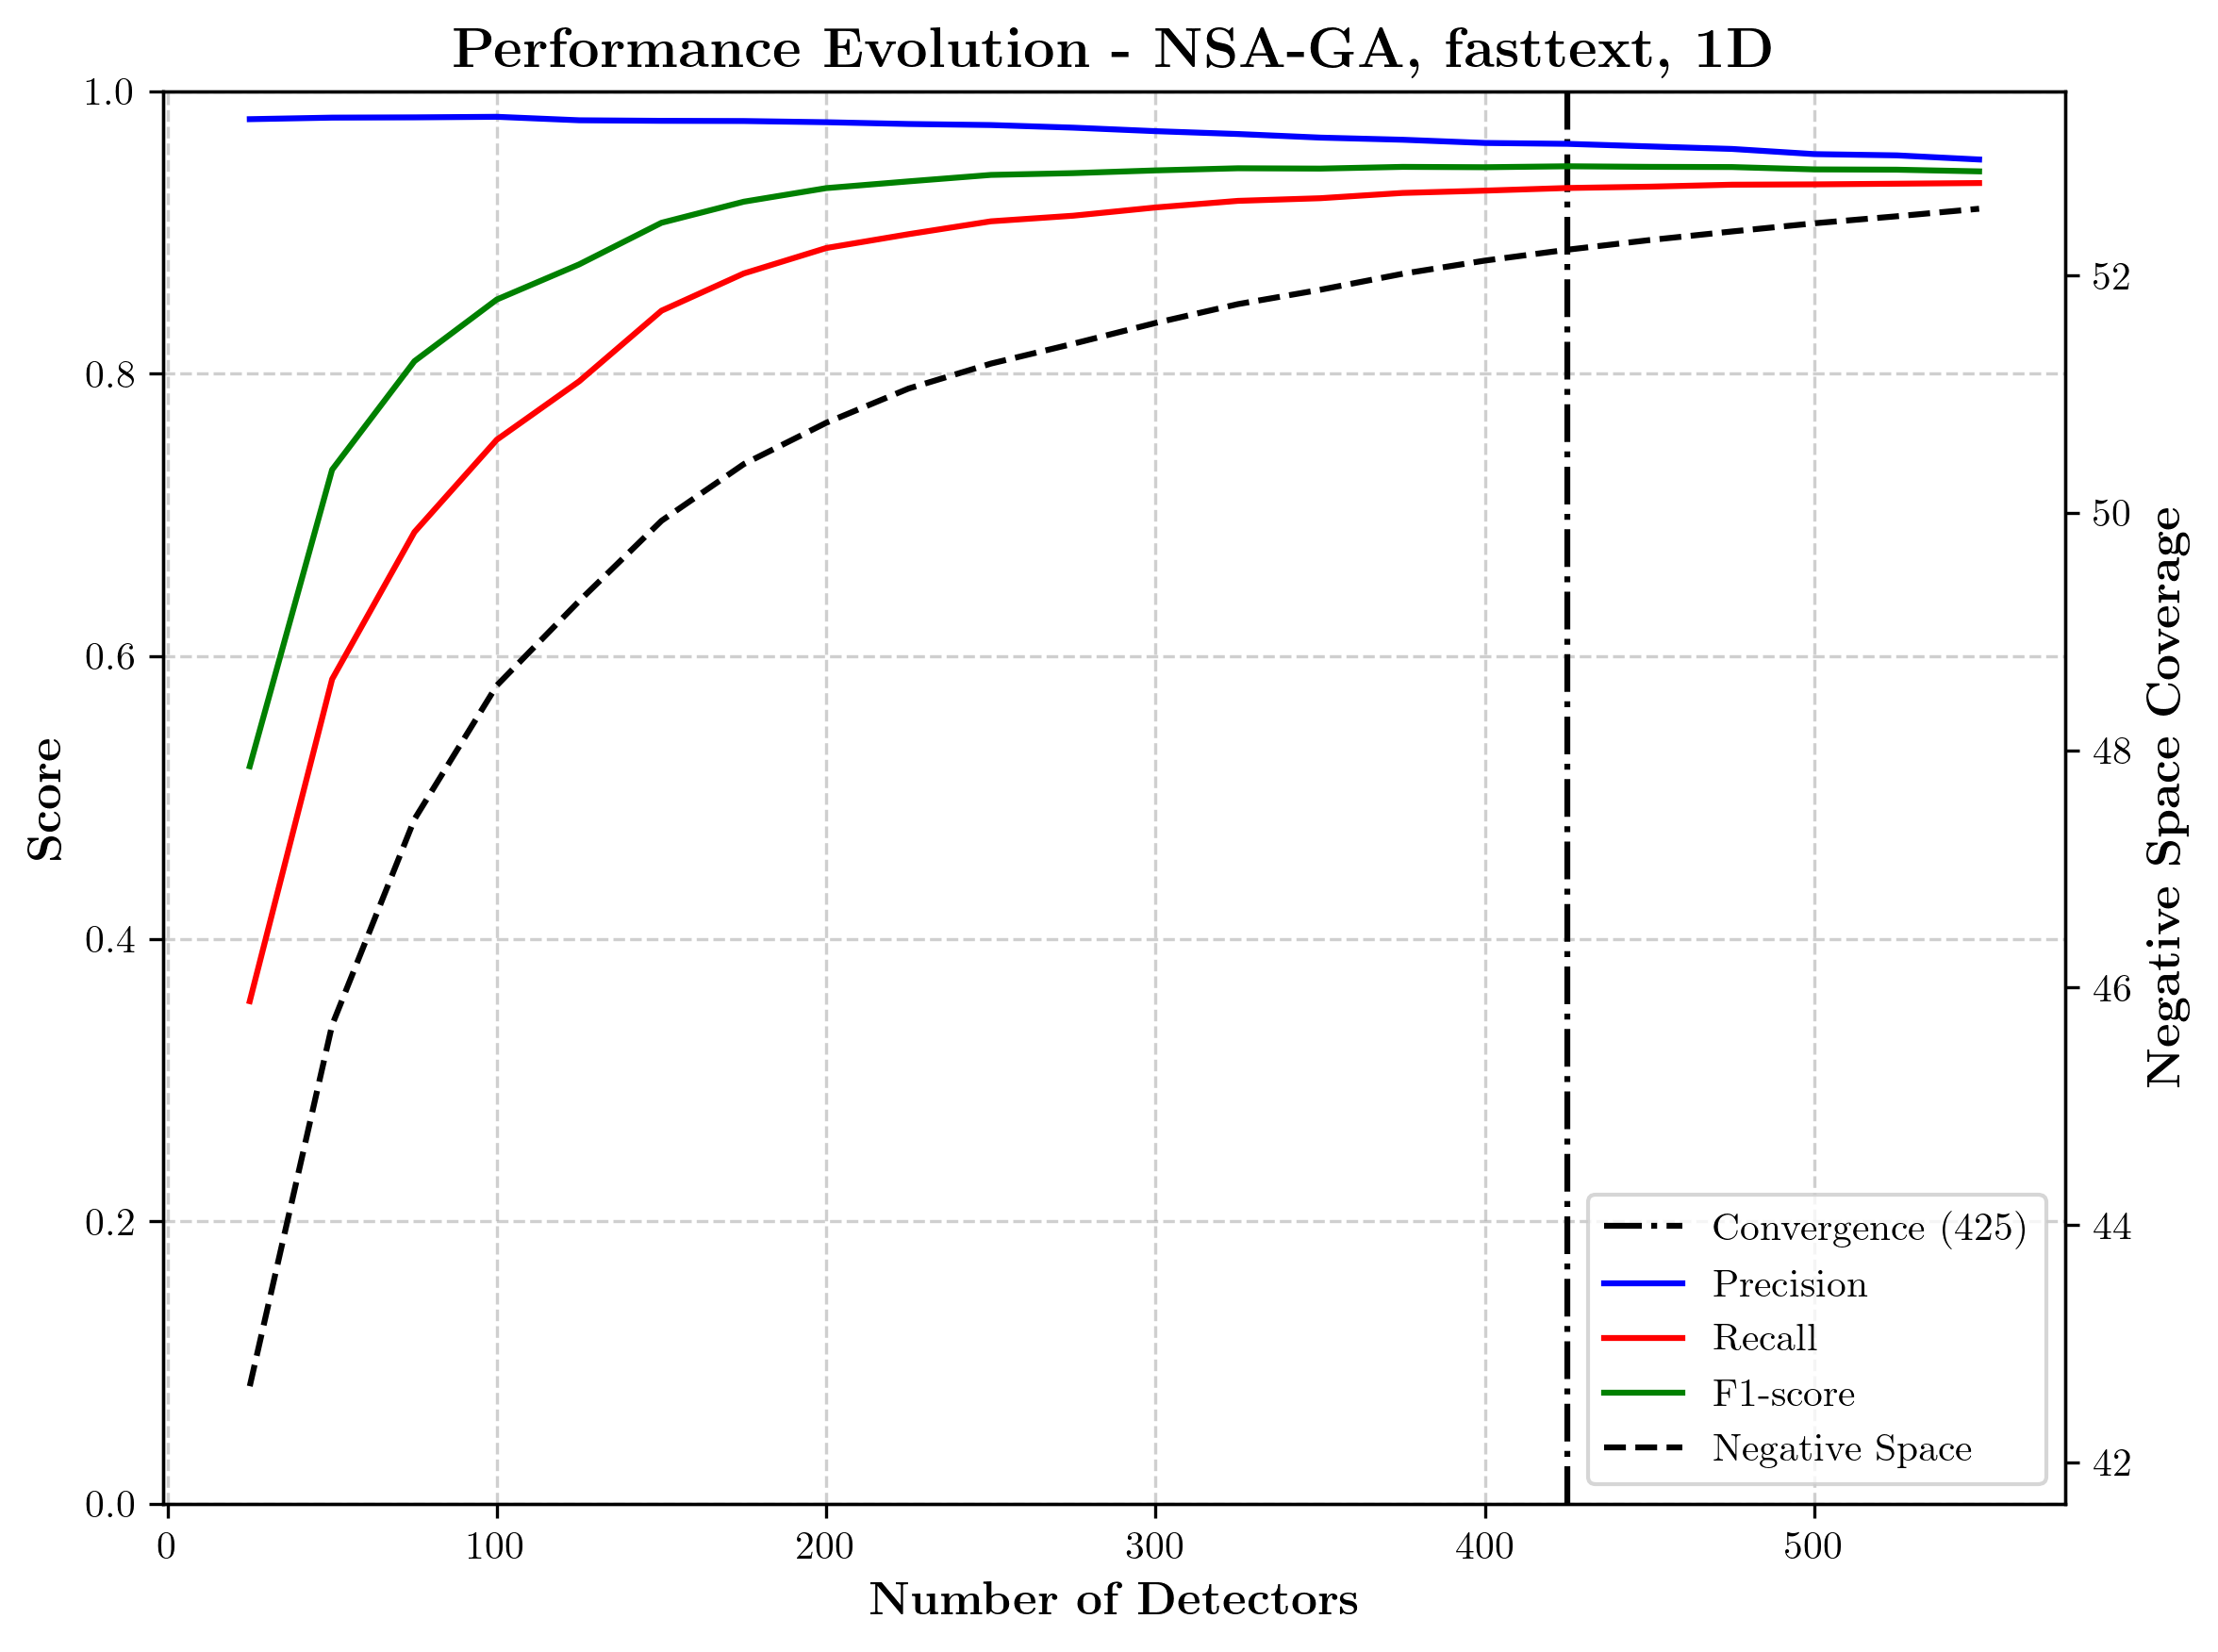 Performance Evolution - NSA-GA, fasttext, 1D
1.0
0.8
0.6
0.4
0.2
0.0
Score
0
100
200
300
400
500
Number of Detectors
52
50
48
46
44
42
Negative Space Coverage
Convergence (425)
Precision
Recall
F1-score
Negative Space